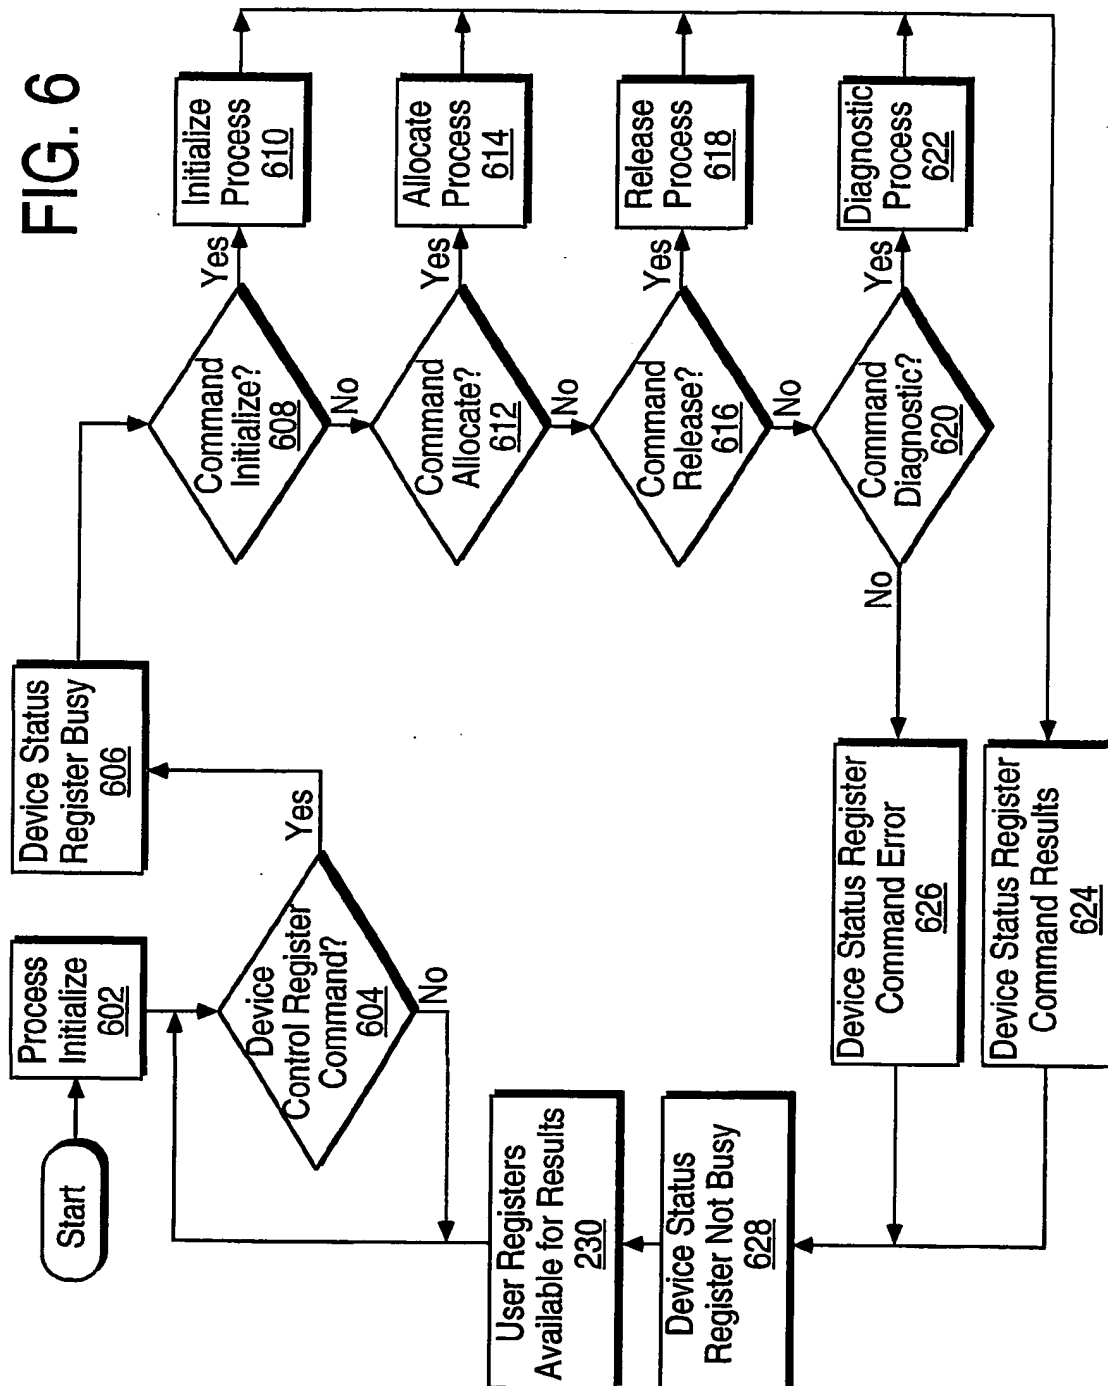 FIG. 6
Start
Process
Initialize
602
Device
Control Register
Command?
604
Yes
No
Device Status
Register Busy
606
Command
Initialize?
608
Yes
No
Initialize
Process
610
Command
Allocate?
612
Yes
No
Allocate
Process
614
Command
Release?
616
Yes
No
Release
Process
618
Command
Diagnostic?
620
Yes
No
Diagnostic
Process
622
Device Status Register
Command Error
626
Device Status Register
Command Results
624
Device Status
Register Not Busy
628
User Registers
Available for Results
230